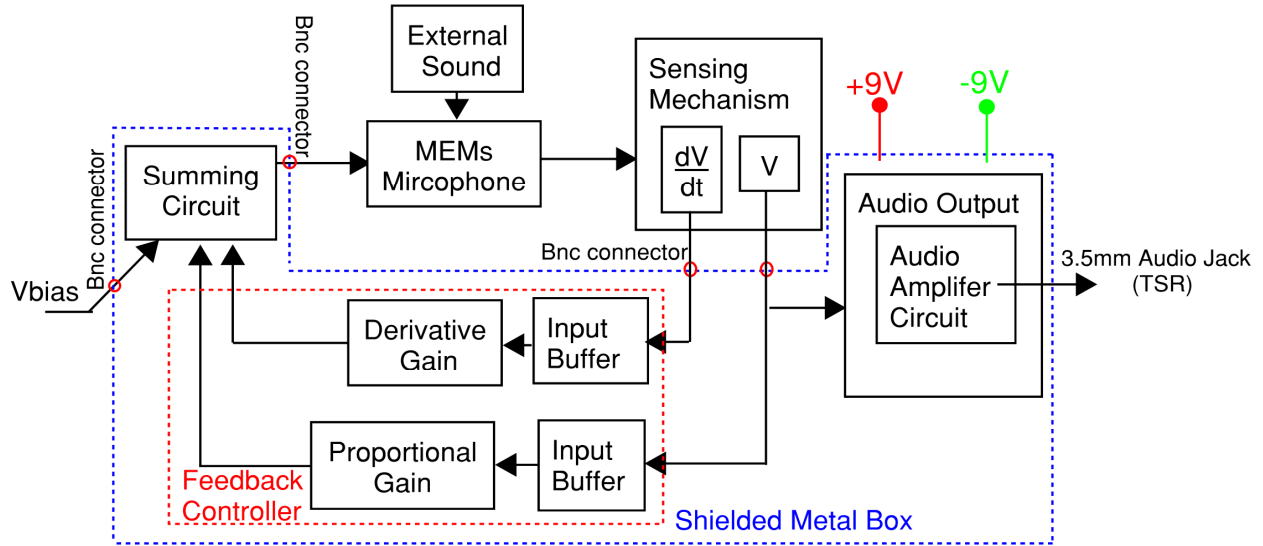 External
Sound
Bnc connector
Sensing
Mechanism
dV
dt
V
+9V
-9V
MEMs
Mircophone
Summing
Circuit
Bnc connector
Vbias
Bnc connector
Audio Output
Audio
Amplifer
Circuit
3.5mm Audio Jack
(TSR)
Derivative
Gain
Input
Buffer
Proportional
Gain
Input
Buffer
Feedback
Controller
Shielded Metal Box